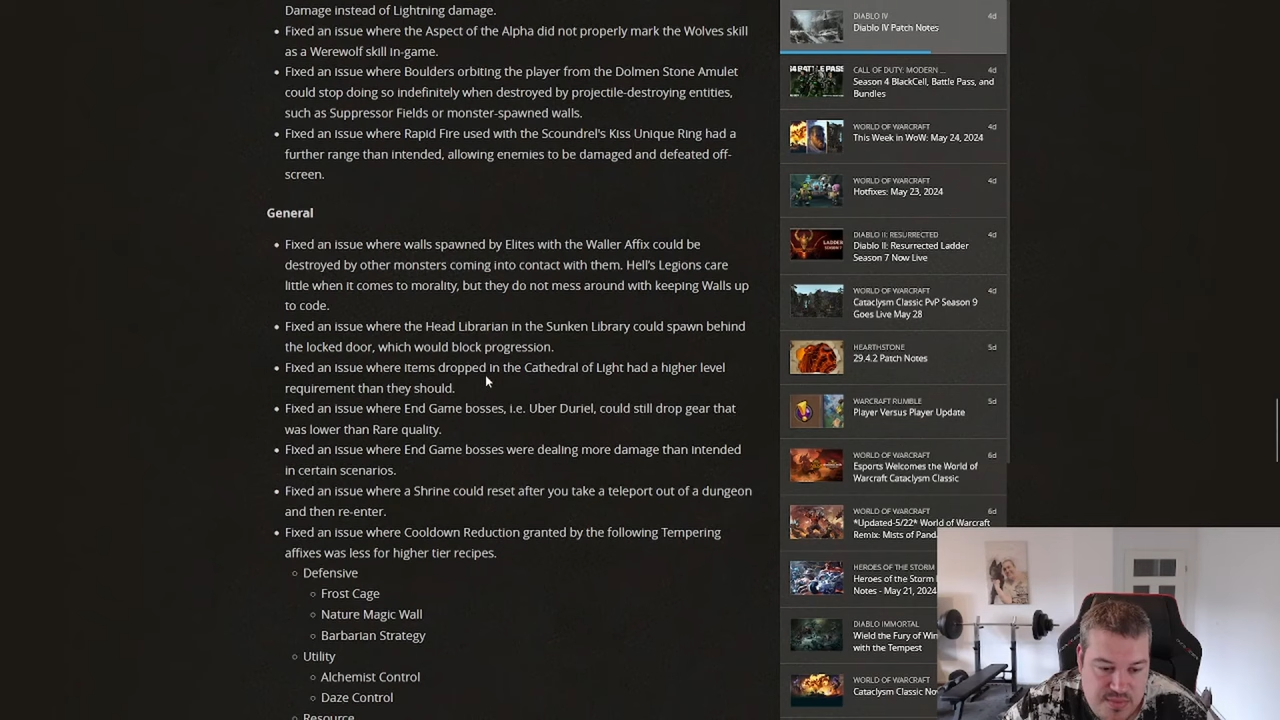 Damage instead of Lightning damage.
Fixed an issue where the Aspect of the Alpha did not properly mark the Wolves skill
as a Werewolf skill in-game.
Fixed an issue where Boulders orbiting the player from the Dolmen Stone Amulet
could stop doing so indefinitely when destroyed by projectile-destroying entities,
such as Suppressor Fields or monster-spawned walls.
Fixed an issue where Rapid Fire used with the Scoundrel's Kiss Unique Ring had a
further range than intended, allowing enemies to be damaged and defeated off-
screen.
General
Fixed an issue where walls spawned by Elites with the Waller Affix could be
destroyed by other monsters coming into contact with them. Hell's Legions care
little when it comes to morality, but they do not mess around with keeping Walls up
to code.
Fixed an issue where the Head Librarian in the Sunken Library could spawn behind
the locked door, which would block progression.
Fixed an issue where items dropped in the Cathedral of Light had a higher level
requirement than they should.
Fixed an issue where End Game bosses, i.e. Uber Duriel, could still drop gear that
was lower than Rare quality.
Fixed an issue where End Game bosses were dealing more damage than intended
in certain scenarios.
Fixed an issue where a Shrine could reset after you take a teleport out of a dungeon
and then re-enter.
Fixed an issue where Cooldown Reduction granted by the following Tempering
affixes was less for higher tier recipes.
Defensive
Frost Cage
Nature Magic Wall
Barbarian Strategy
Utility
Alchemist Control
Daze Control
Resource
DIABLO IV 4d
Diablo IV Patch Notes
CALL OF DUTY: MODERN ... 4d
Season 4 BlackCell, Battle Pass, and
Bundles
WORLD OF WARCRAFT 4d
This Week in WoW: May 24, 2024
WORLD OF WARCRAFT 4d
Hotfixes: May 23, 2024
DIABLO II: RESURRECTED 4d
Diablo II: Resurrected Ladder
Season 7 Now Live
WORLD OF WARCRAFT 4d
Cataclysm Classic PvP Season 9
Goes Live May 28
HEARTHSTONE 5d
29.4.2 Patch Notes
WARCRAFT RUMBLE 5d
Player Versus Player Update
WORLD OF WARCRAFT 6d
Esports Welcomes the World of
Warcraft Cataclysm Classic
WORLD OF WARCRAFT 6d
*Updated-5/22* World of Warcraft
Remix: Mists of Panda
HEROES OF THE STORM
Heroes of the Storm
Notes - May 21, 2024
DIABLO IMMORTAL
Wield the Fury of Win
with the Tempest
WORLD OF WARCRAFT
Cataclysm Classic No